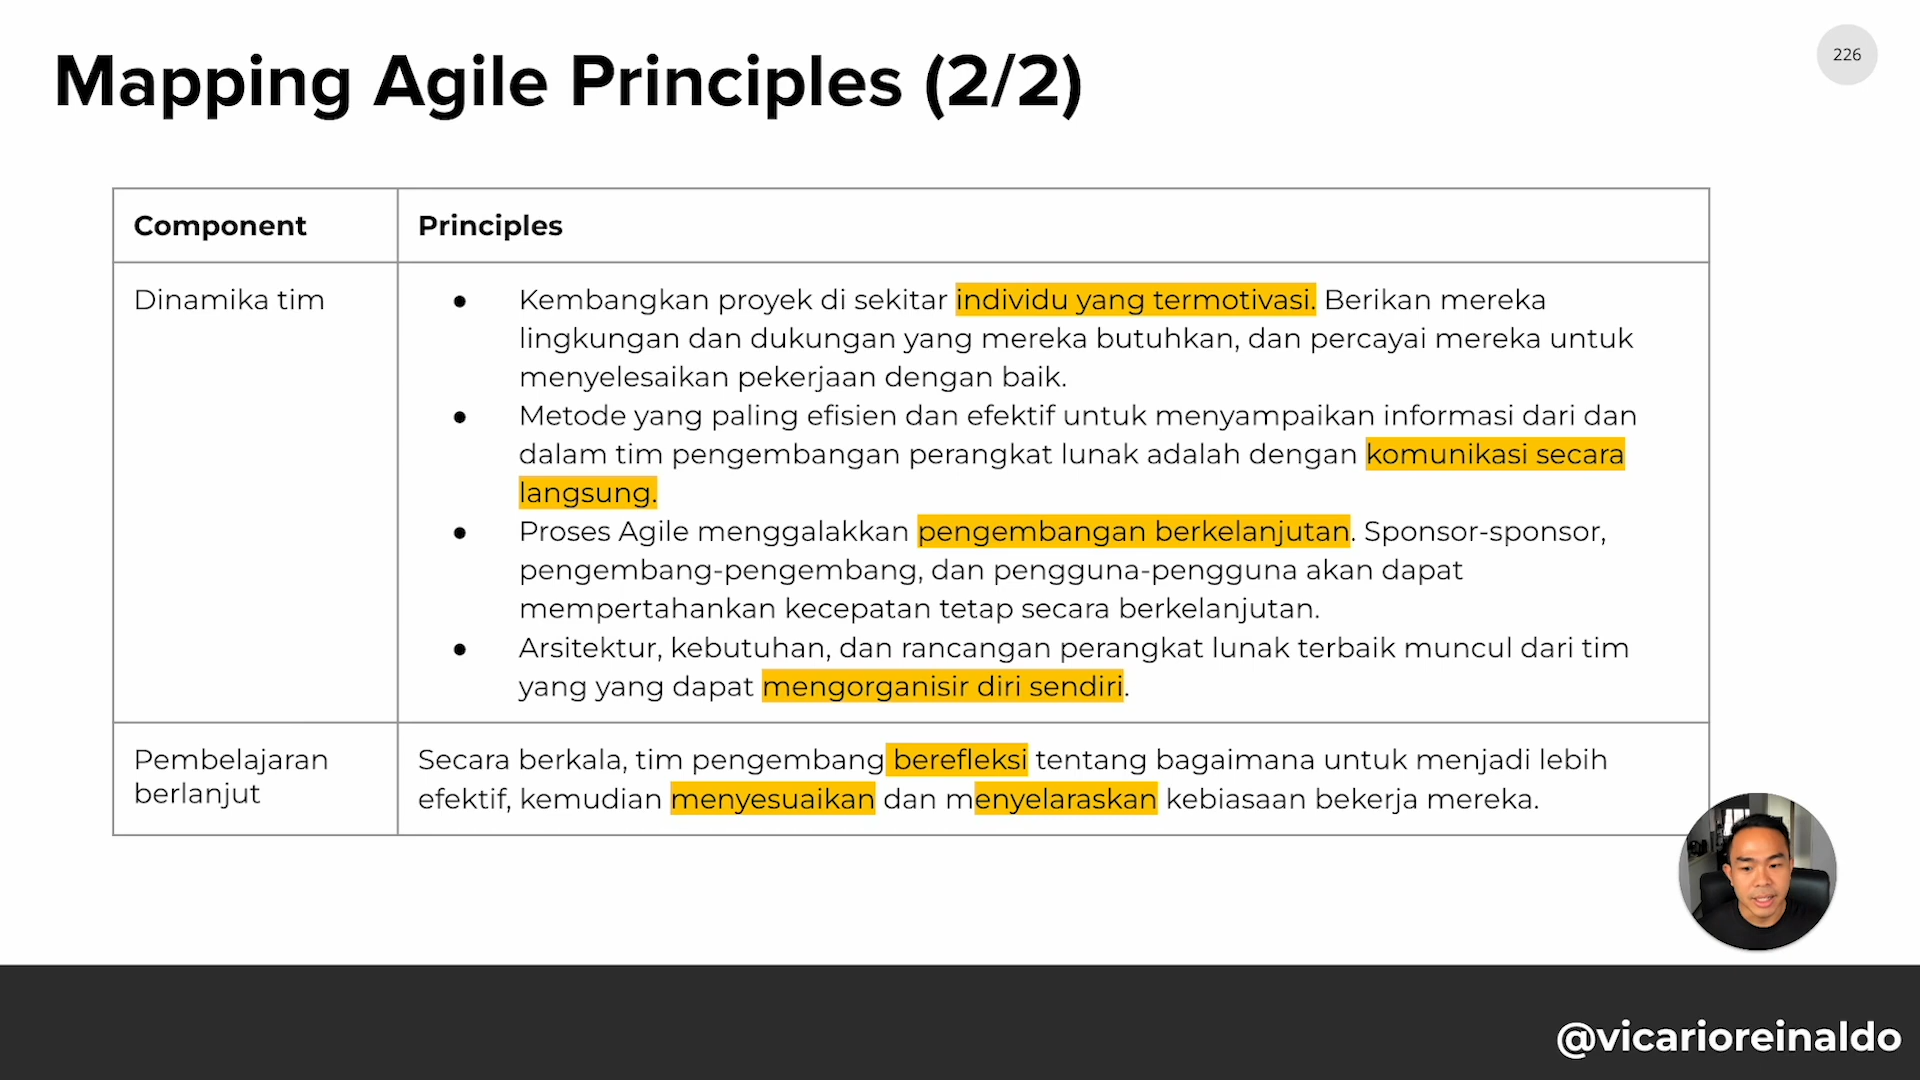 Mapping Agile Principles (2/2)
226
Component
Principles
Dinamika tim
● Kembangkan proyek di sekitar individu yang termotivasi. Berikan mereka
lingkungan dan dukungan yang mereka butuhkan, dan percayai mereka untuk
menyelesaikan pekerjaan dengan baik.
● Metode yang paling efisien dan efektif untuk menyampaikan informasi dari dan
dalam tim pengembangan perangkat lunak adalah dengan komunikasi secara
langsung.
● Proses Agile menggalakkan pengembangan berkelanjutan. Sponsor-sponsor,
pengembang-pengembang, dan pengguna-pengguna akan dapat
mempertahankan kecepatan tetap secara berkelanjutan.
● Arsitektur, kebutuhan, dan rancangan perangkat lunak terbaik muncul dari tim
yang yang dapat mengorganisir diri sendiri.
Pembelajaran
berlanjut
Secara berkala, tim pengembang berefleksi tentang bagaimana untuk menjadi lebih
efektif, kemudian menyesuaikan dan menyelaraskan kebiasaan bekerja mereka.
@vicarioreinaldo